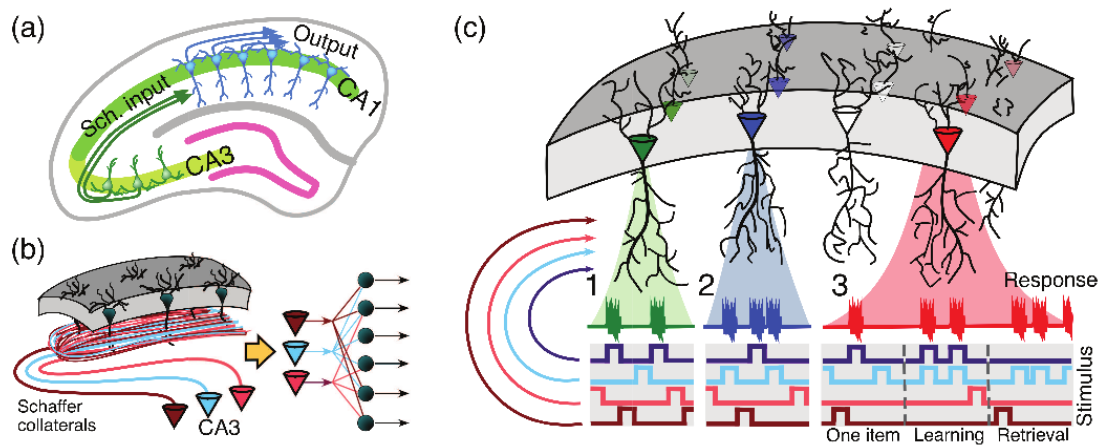 (a)
Output
Sch. input
CA1
CA3
(b)
Schaffer
collaterals
CA3
(c)
1
2
3
Response
Stimulus
One item
Learning
Retrieval